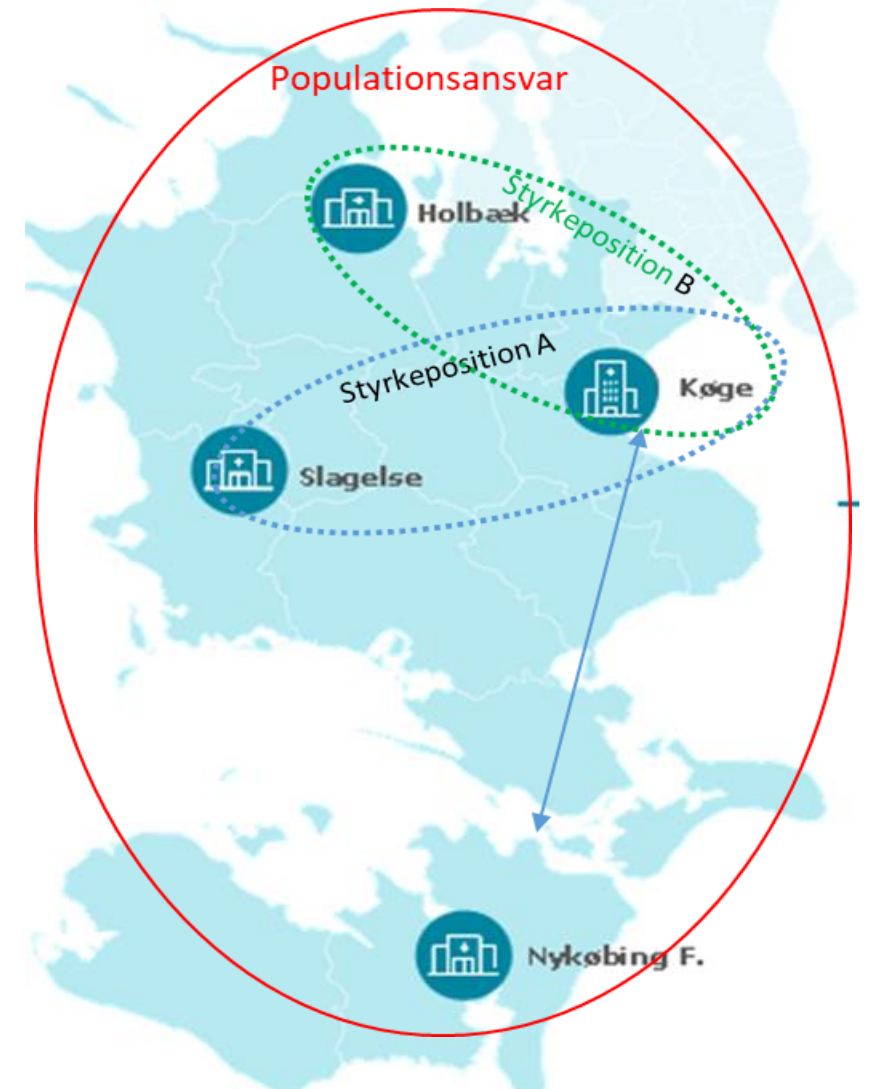 Populationsansvar
Holbæk
Styrkeposition B
Styrkeposition A
Køge
Slagelse
Nykøbing F.